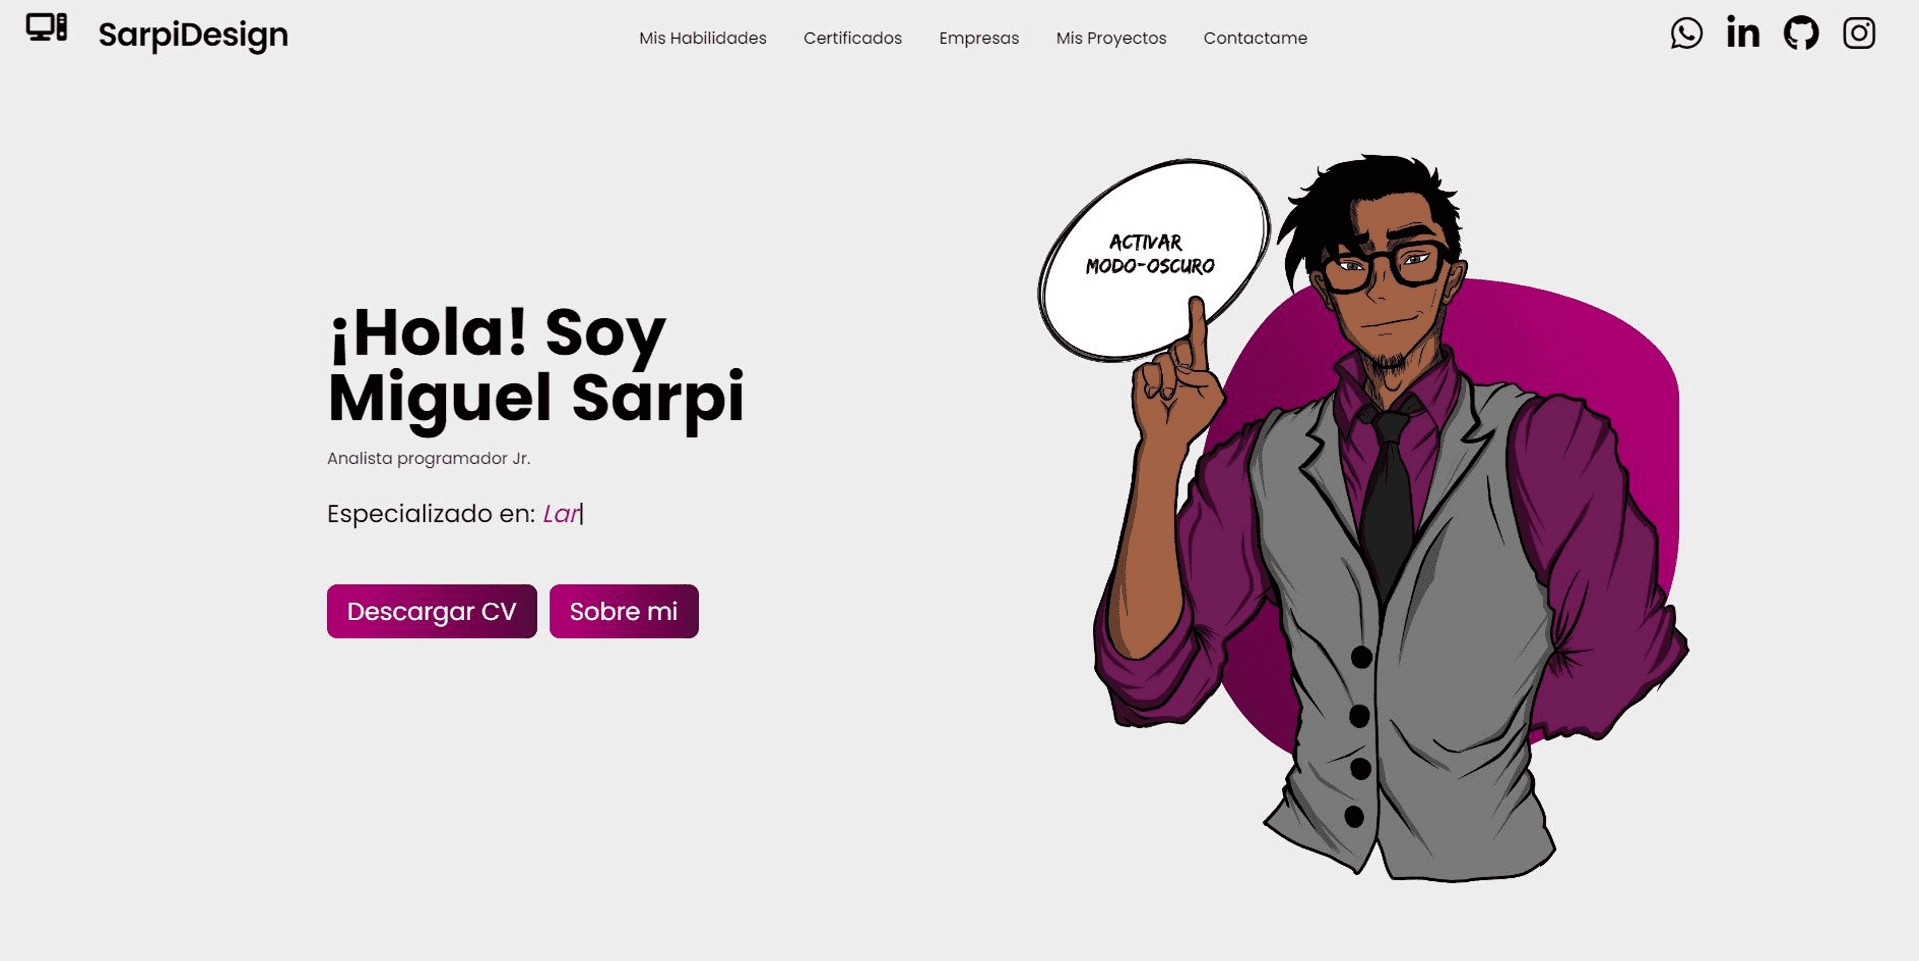 SarpiDesign
Mis Habilidades
Certificados
Empresas
Mis Proyectos
Contactame
in
¡Hola! Soy
Miguel Sarpi
Analista programador Jr.
Especializado en: Lar|
Descargar CV
Sobre mi
ACTIVAR
MODO-OSCURO